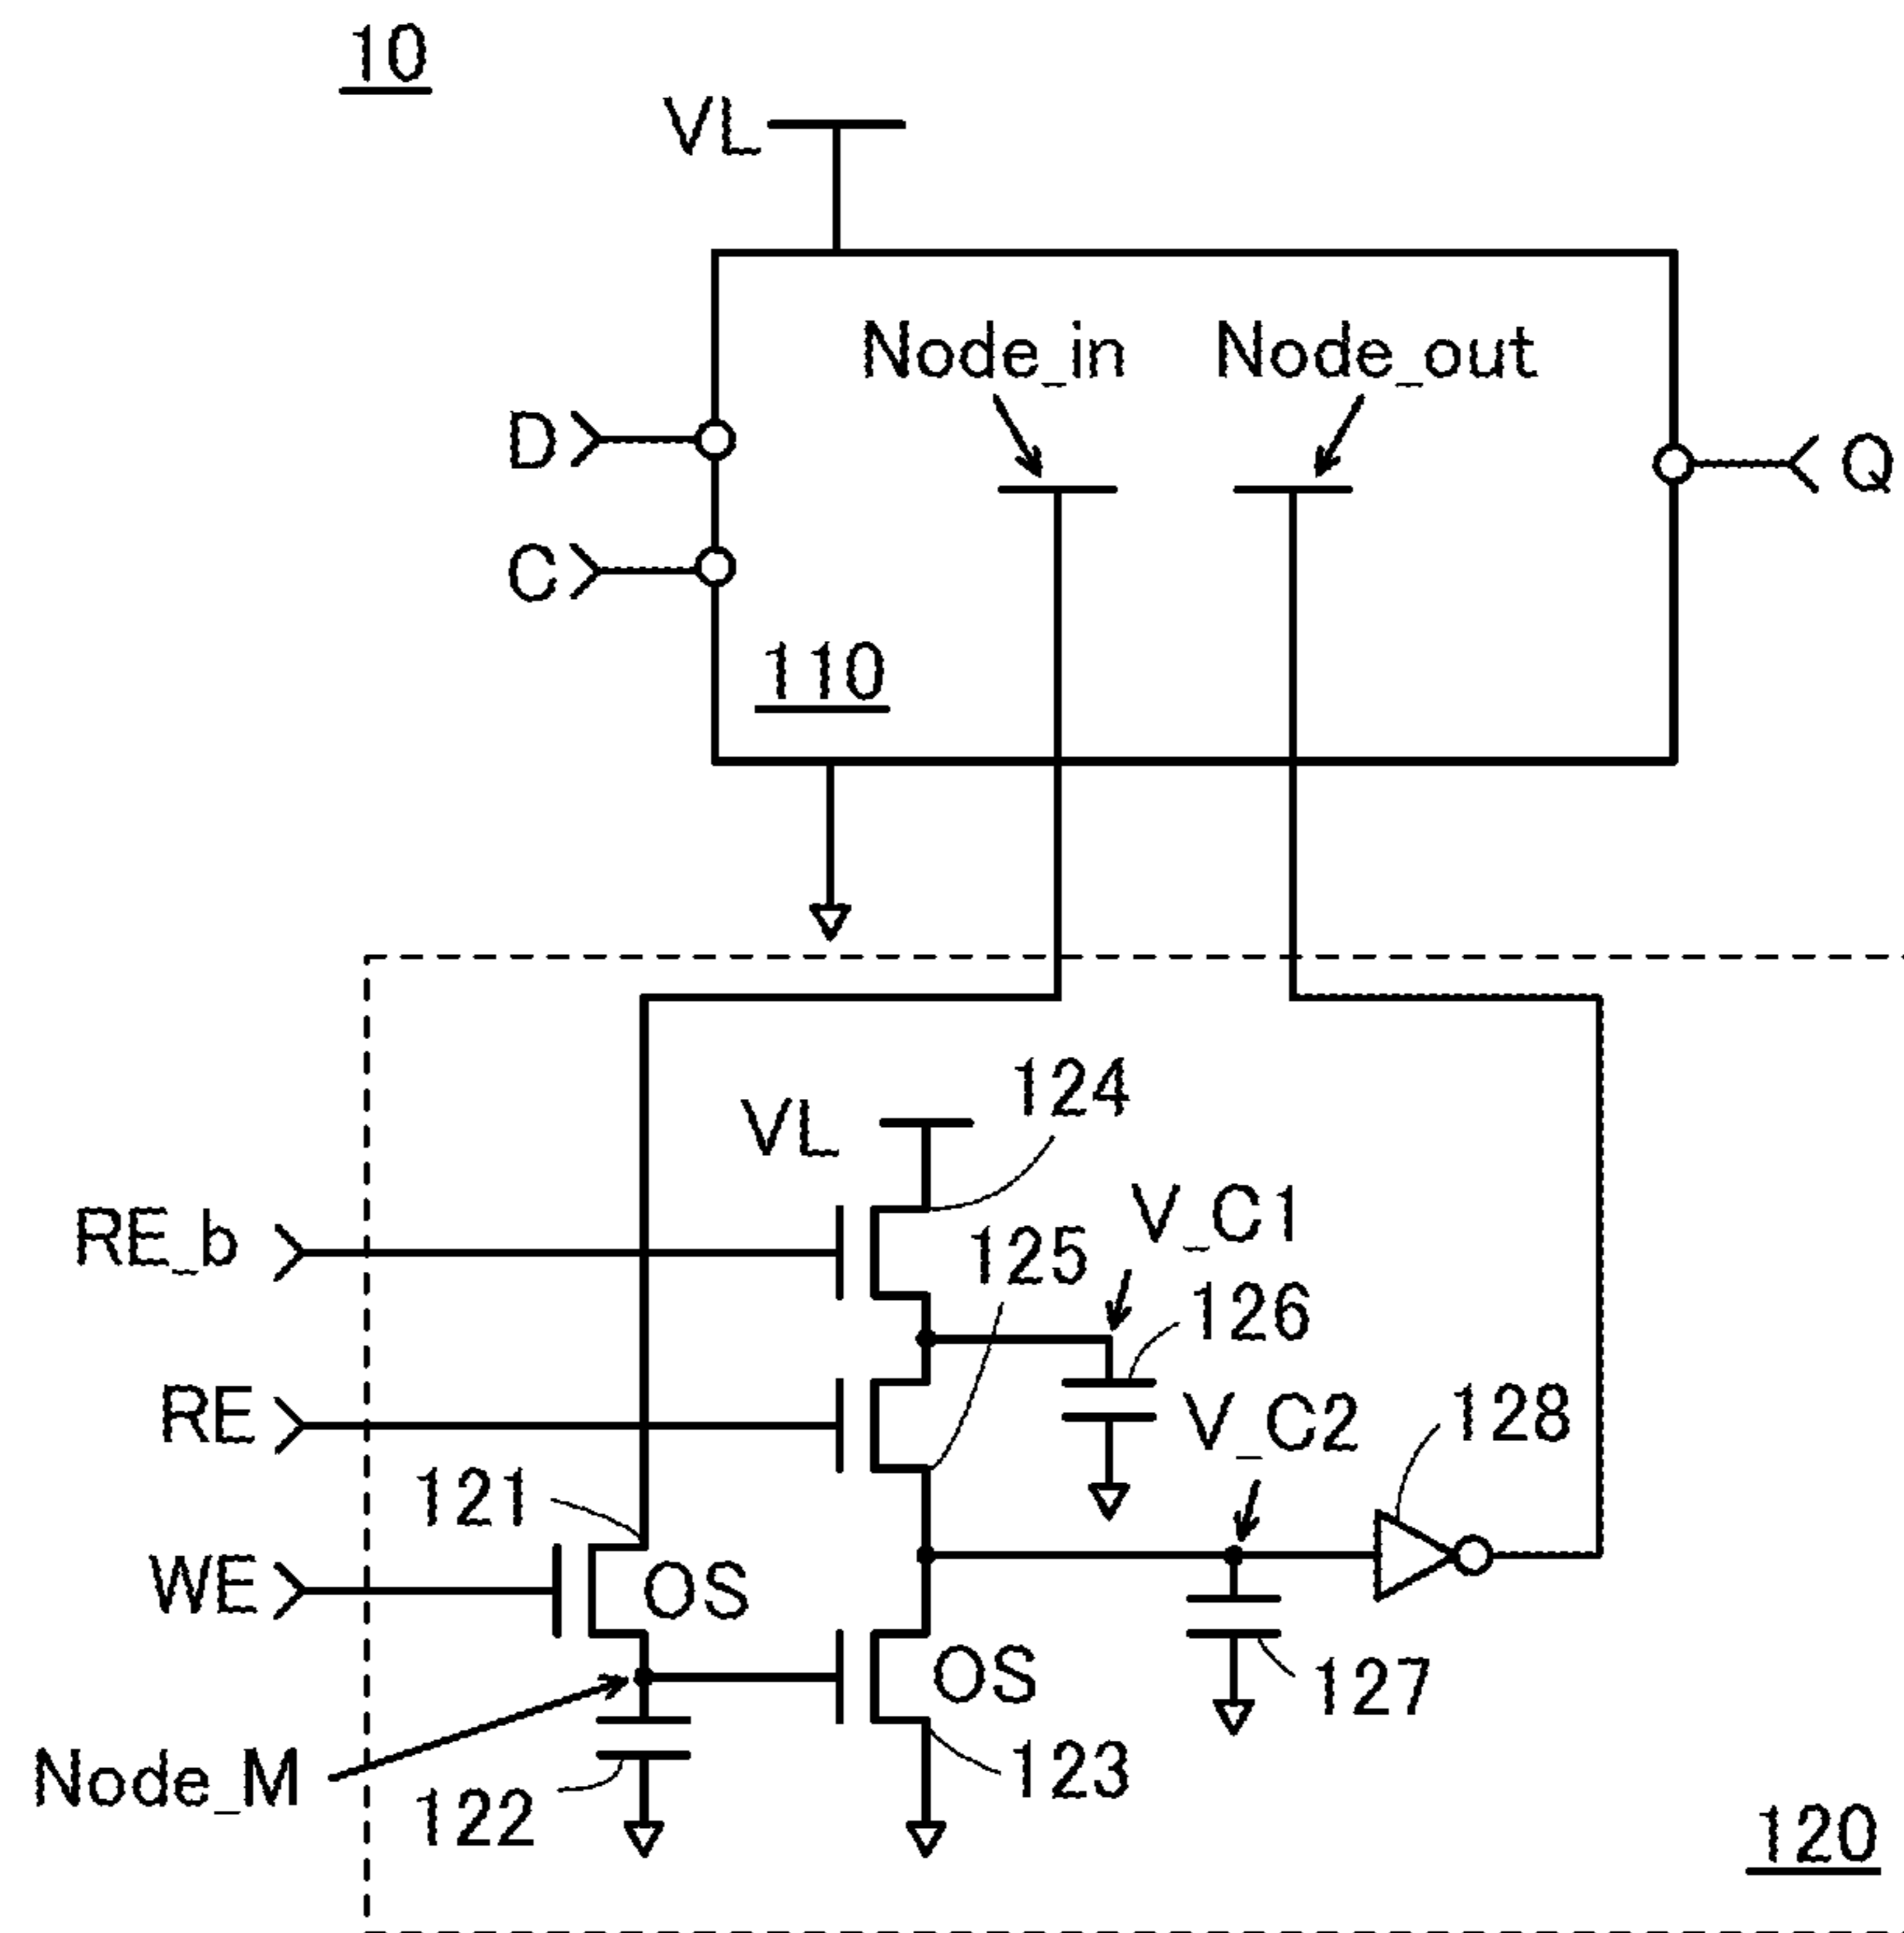 10
VL
Node_in Node_out
D
Q
C
110
124
VL
V_C1
RE_b
125
126
RE
V_C2
128
121
WE
OS
OS
127
Node_M
122
123
120